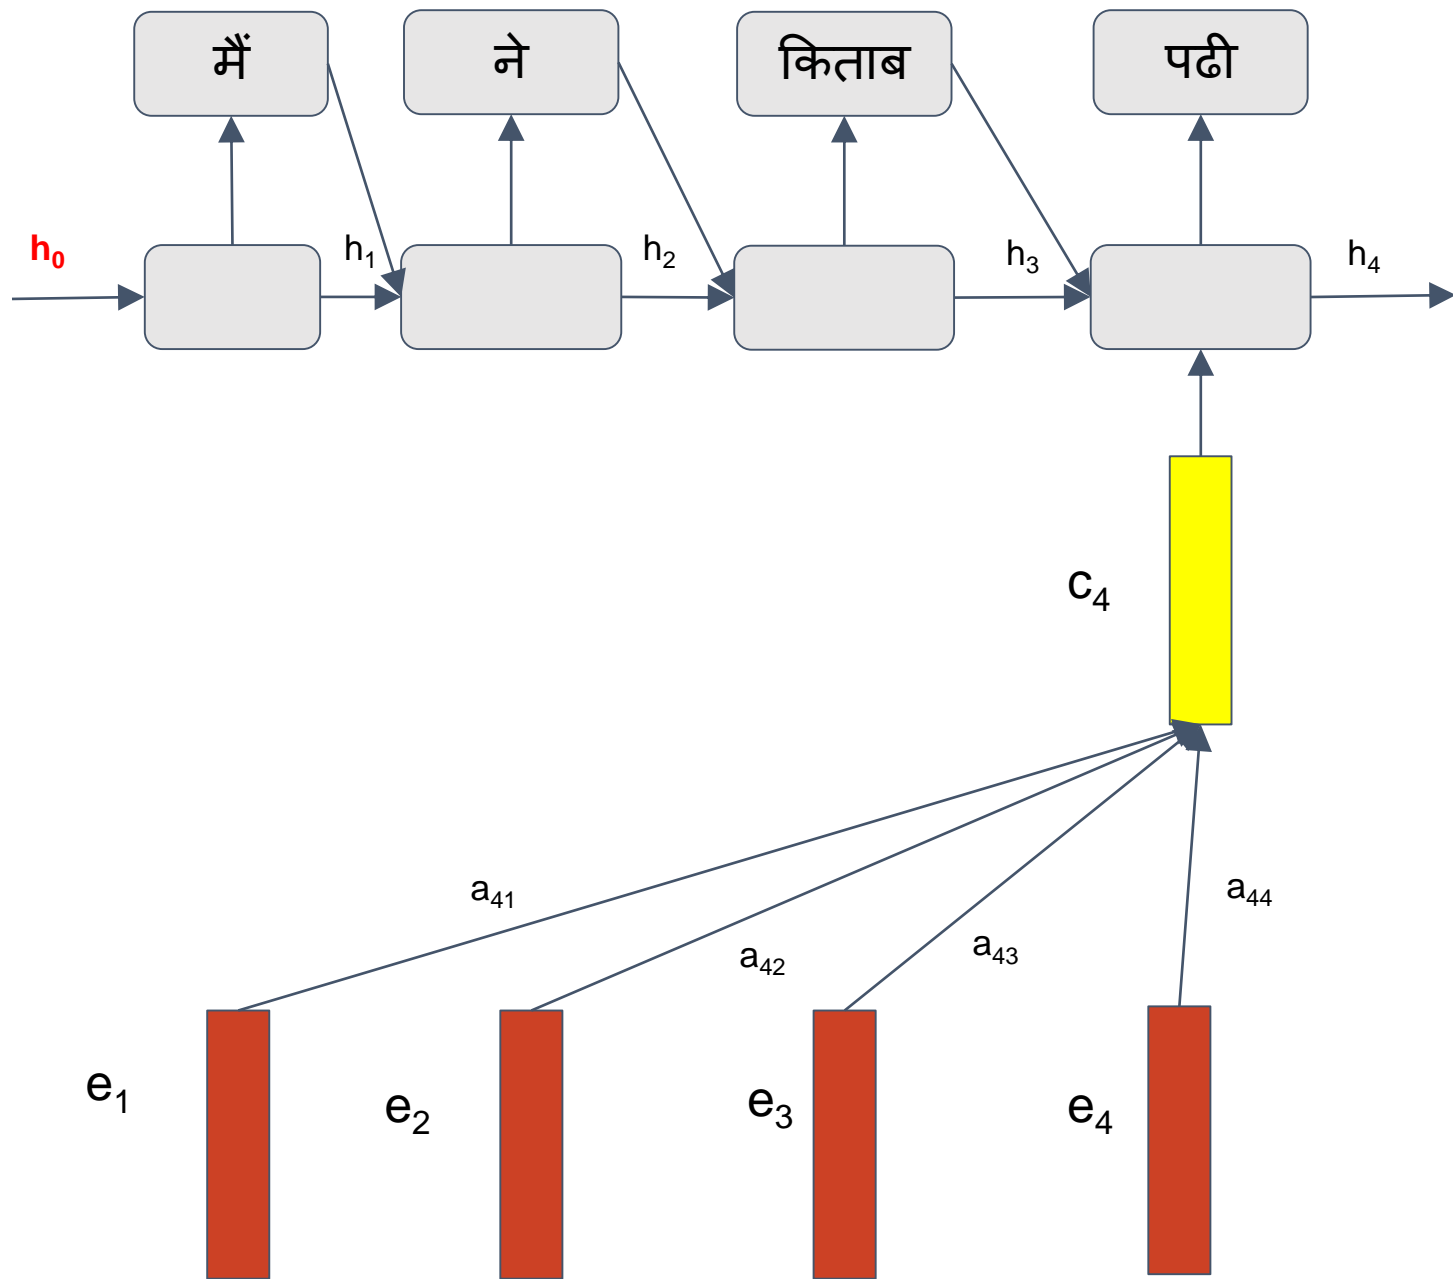 मैं ने किताब पढी
h₀ h₁ h₂ h₃ h₄
c₄
a₄₁ a₄₂ a₄₃ a₄₄
e₁ e₂ e₃ e₄